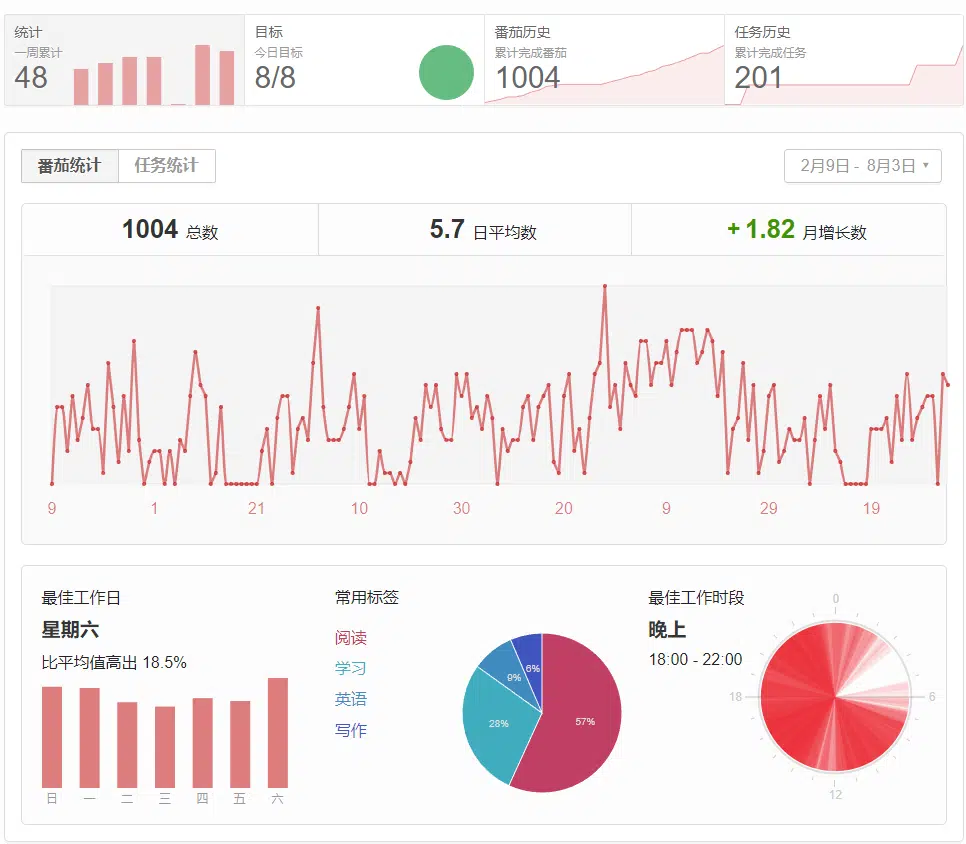 统计
一周累计
48
目标
今日目标
8/8
番茄历史
累计完成番茄
1004
任务历史
累计完成任务
201
番茄统计 任务统计
2月9日 - 8月3日 ▾
1004 总数
5.7 日平均数
+1.82 月增长数
9 1 21 10 30 20 9 29 19
最佳工作日
星期六
比平均值高出 18.5%
日 一 二 三 四 五 六
常用标签
阅读
学习
英语
写作
6%
9%
28%
57%
最佳工作时段
晚上
18:00 - 22:00
0
18
6
12